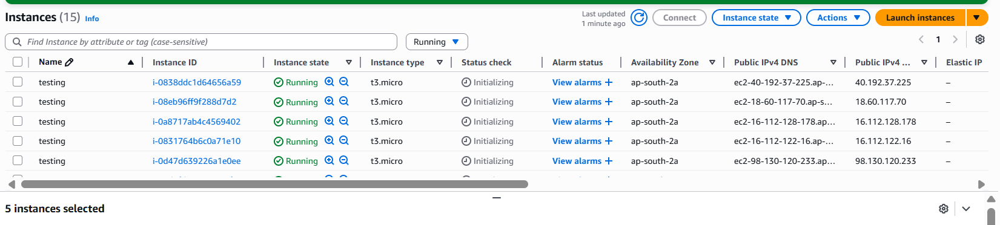 Instances (15) Info
Last updated
1 minute ago
Connect
Instance state
Actions
Launch instances
Find Instance by attribute or tag (case-sensitive)
Running
1
Name Instance ID Instance state Instance type Status check Alarm status Availability Zone Public IPv4 DNS Public IPv4 ... Elastic IP
testing i-0838ddc1d64656a59 Running t3.micro Initializing View alarms + ap-south-2a ec2-40-192-37-225.ap-... 40.192.37.225 –
testing i-08eb96ff9f288d7d2 Running t3.micro Initializing View alarms + ap-south-2a ec2-18-60-117-70.ap-s... 18.60.117.70 –
testing i-0a8717ab4c4569402 Running t3.micro Initializing View alarms + ap-south-2a ec2-16-112-128-178.ap... 16.112.128.178 –
testing i-0831764b6c0a71e10 Running t3.micro Initializing View alarms + ap-south-2a ec2-16-112-122-16.ap-... 16.112.122.16 –
testing i-0d47d639226a1e0ee Running t3.micro Initializing View alarms + ap-south-2a ec2-98-130-120-233.ap... 98.130.120.233 –
5 instances selected